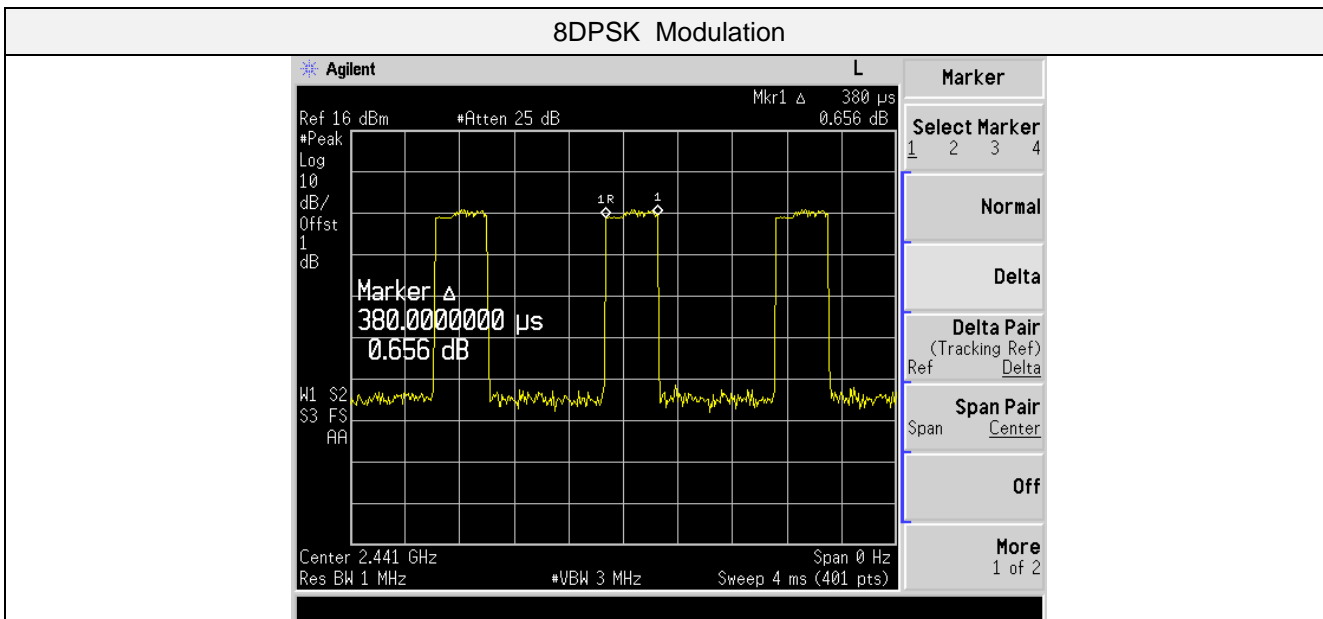 8DPSK Modulation
Agilent L
Mkr1 Δ 380 µs
Ref 16 dBm #Atten 25 dB 0.656 dB
#Peak
Log
10
dB/
Offst
1
dB
1R 1
Marker Δ
380.0000000 µs
0.656 dB
W1 S2
S3 FS
AA
Center 2.441 GHz Span 0 Hz
Res BW 1 MHz #VBW 3 MHz Sweep 4 ms (401 pts)
Marker
Select Marker
1 2 3 4
Normal
Delta
Delta Pair
(Tracking Ref)
Ref Delta
Span Pair
Span Center
Off
More
1 of 2